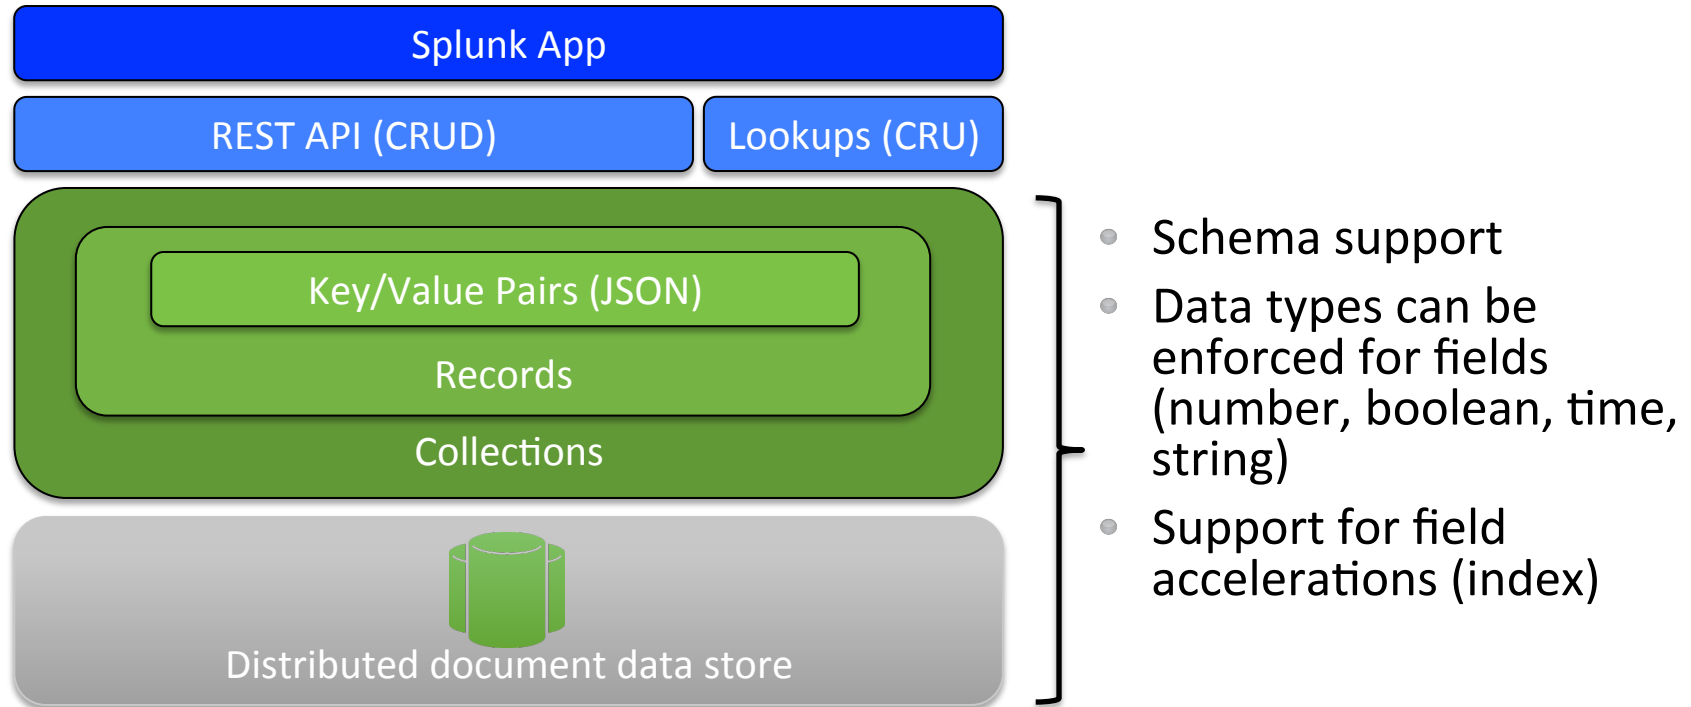 Splunk App
REST API (CRUD)
Lookups (CRU)
Key/Value Pairs (JSON)
Records
Collections
Distributed document data store
Schema support
Data types can be
enforced for fields
(number, boolean, time,
string)
Support for field
accelerations (index)